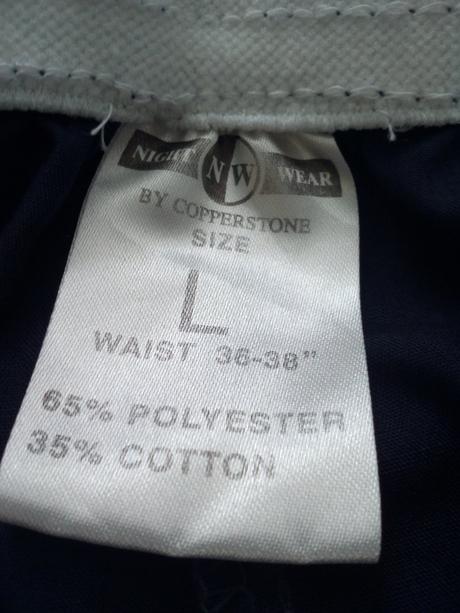 NIGHT NW WEAR
BY COPPERSTONE
SIZE
L
WAIST 36-38"
65% POLYESTER
35% COTTON